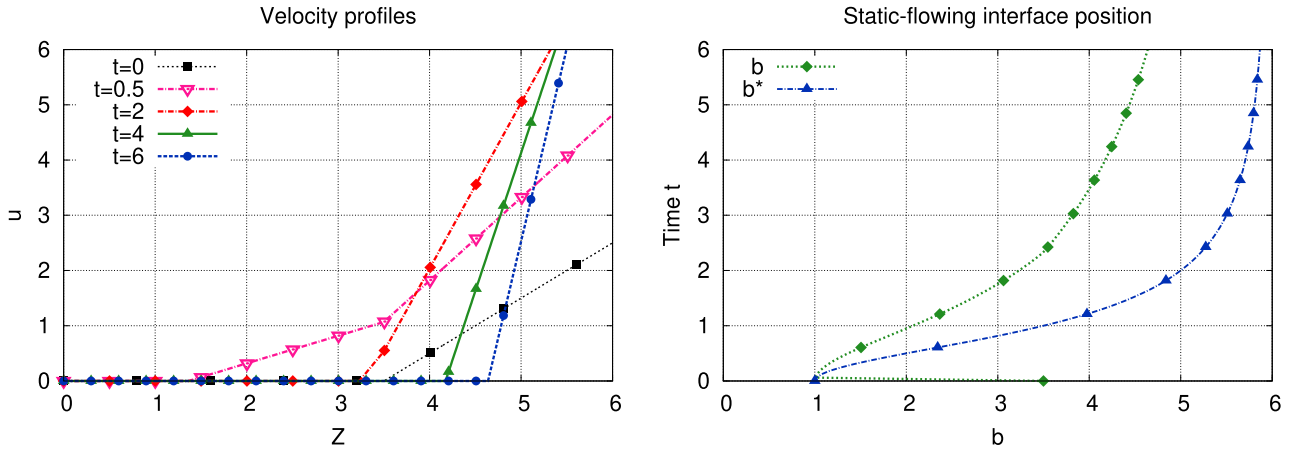 Velocity profiles
6
5
4
3
2
1
0
u
t=0
t=0.5
t=2
t=4
t=6
0 1 2 3 4 5 6
Z
Static-flowing interface position
6
5
4
3
2
1
0
Time t
b
b*
0 1 2 3 4 5 6
b